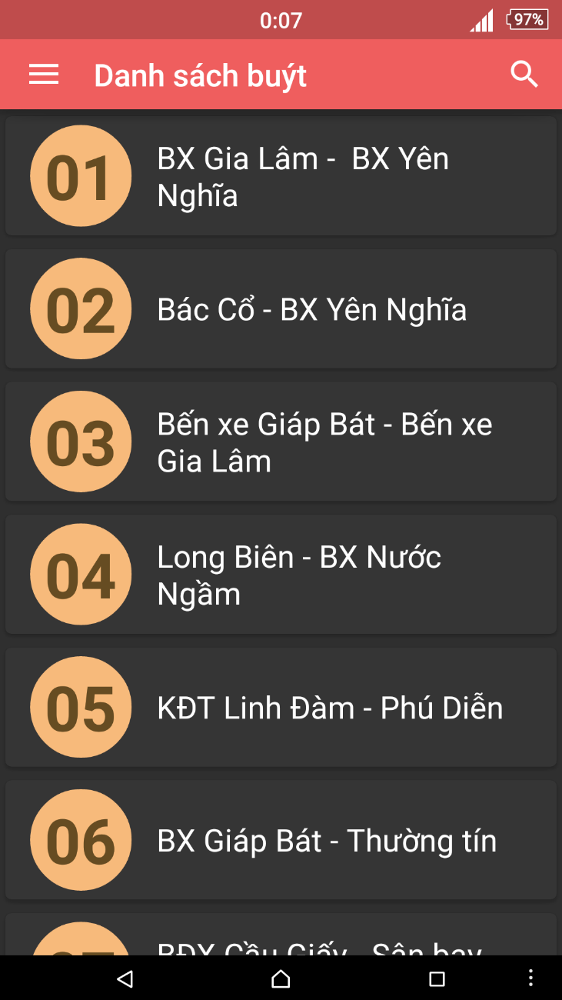 0:07
97%
Danh sách buýt
01
BX Gia Lâm - BX Yên
Nghĩa
02
Bác Cổ - BX Yên Nghĩa
03
Bến xe Giáp Bát - Bến xe
Gia Lâm
04
Long Biên - BX Nước
Ngầm
05
KĐT Linh Đàm - Phú Diễn
06
BX Giáp Bát - Thường tín
BĐX Cầu Giấy - Sân bay